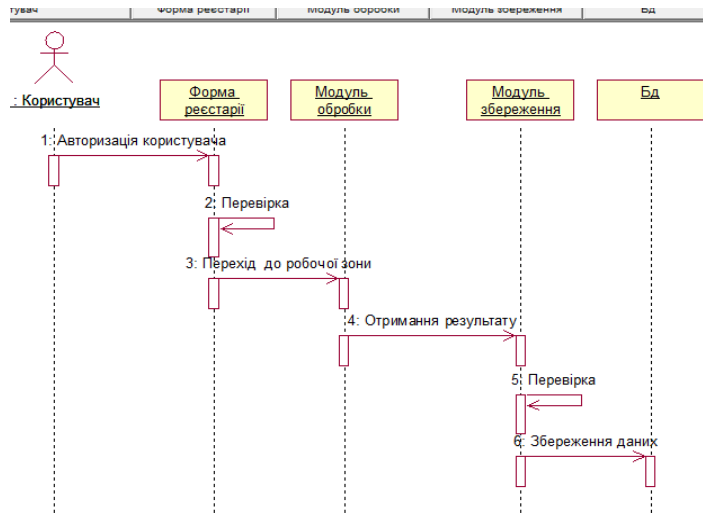 тувач Форма реєстарії Модуль обробки Модуль збереження Бд
: Користувач
Форма
реєстарії
Модуль
обробки
Модуль
збереження
Бд
1: Авторизація користувача
2: Перевірка
3: Перехід до робочої зони
4: Отримання результату
5: Перевірка
6: Збереження даних